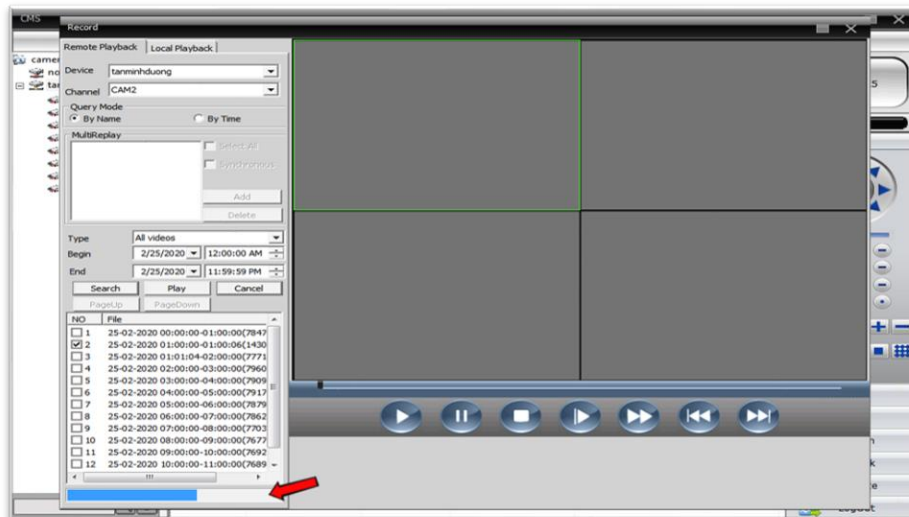 CMS
Record
Remote Playback Local Playback
Device tanminhduong
Channel CAM2
Query Mode
By Name By Time
MultiReplay
Select All
Synchronous
Add
Delete
Type All videos
Begin 2/25/2020 12:00:00 AM
End 2/25/2020 11:59:59 PM
Search Play Cancel
PageUp PageDown
NO File
1 25-02-2020 00:00:00-01:00:00(7847
2 25-02-2020 01:00:00-01:00:06(1430
3 25-02-2020 01:01:04-02:00:00(7771
4 25-02-2020 02:00:00-03:00:00(7960
5 25-02-2020 03:00:00-04:00:00(7909
6 25-02-2020 04:00:00-05:00:00(7917
7 25-02-2020 05:00:00-06:00:00(7879
8 25-02-2020 06:00:00-07:00:00(7862
9 25-02-2020 07:00:00-08:00:00(7703
10 25-02-2020 08:00:00-09:00:00(7677
11 25-02-2020 09:00:00-10:00:00(7692
12 25-02-2020 10:00:00-11:00:00(7689